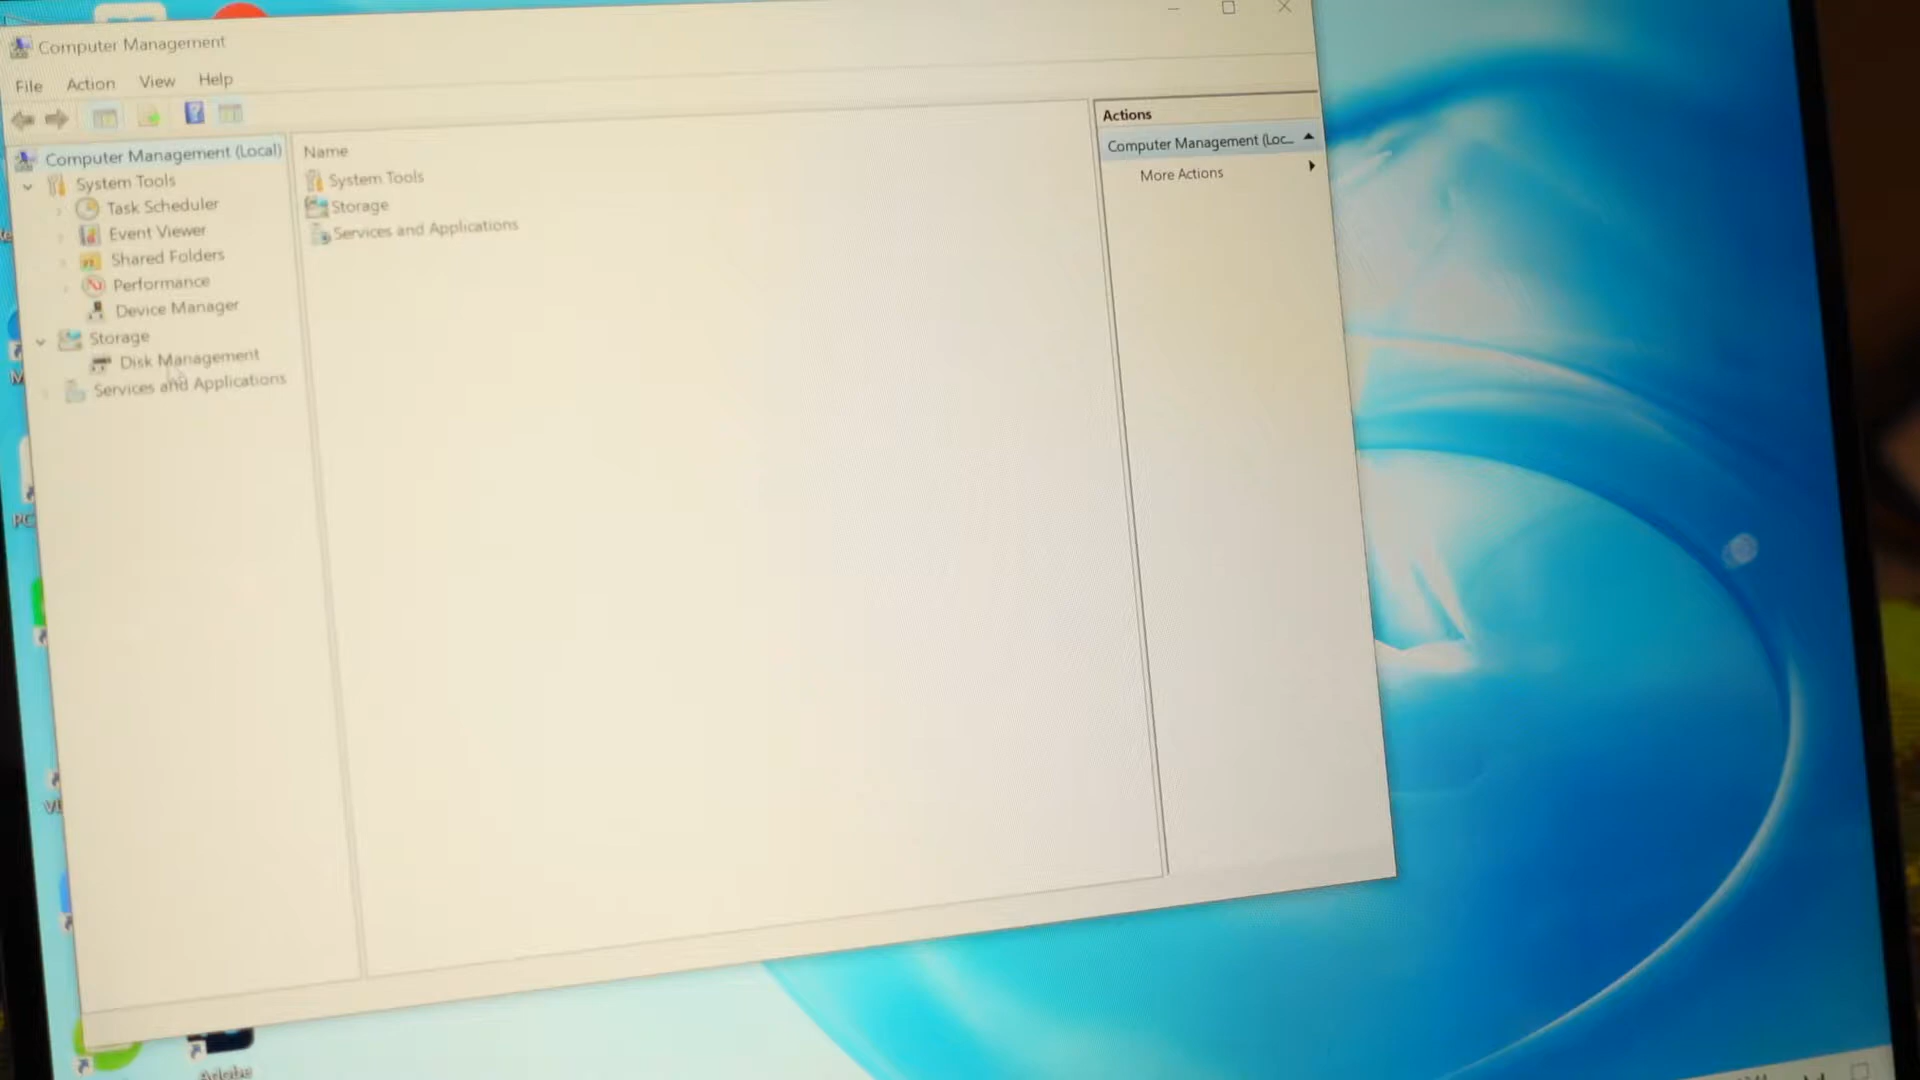 Computer Management
File Action View Help
Computer Management (Local)
System Tools
Task Scheduler
Event Viewer
Shared Folders
Performance
Device Manager
Storage
Disk Management
Services and Applications
Name
System Tools
Storage
Services and Applications
Actions
Computer Management (Loc...
More Actions
PC
Adobe